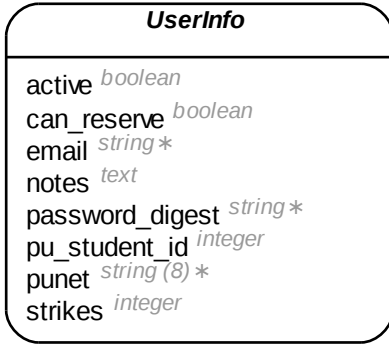 UserInfo
active boolean
can_reserve boolean
email string ∗
notes text
password_digest string ∗
pu_student_id integer
punet string (8) ∗
strikes integer